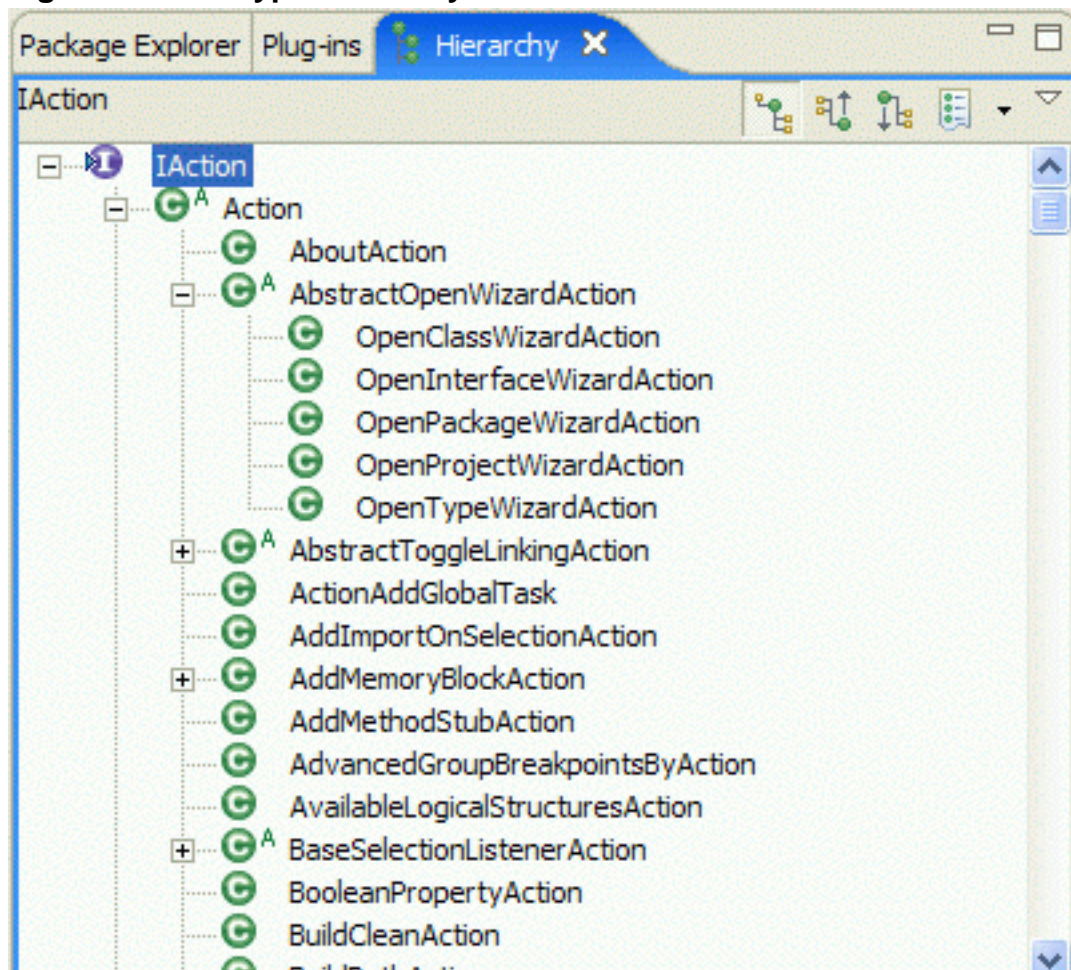 Package Explorer Plug-ins Hierarchy
IAction
IAction
A Action
AboutAction
A AbstractOpenWizardAction
OpenClassWizardAction
OpenInterfaceWizardAction
OpenPackageWizardAction
OpenProjectWizardAction
OpenTypeWizardAction
A AbstractToggleLinkingAction
ActionAddGlobalTask
AddImportOnSelectionAction
AddMemoryBlockAction
AddMethodStubAction
AdvancedGroupBreakpointsByAction
AvailableLogicalStructuresAction
A BaseSelectionListenerAction
BooleanPropertyAction
BuildCleanAction